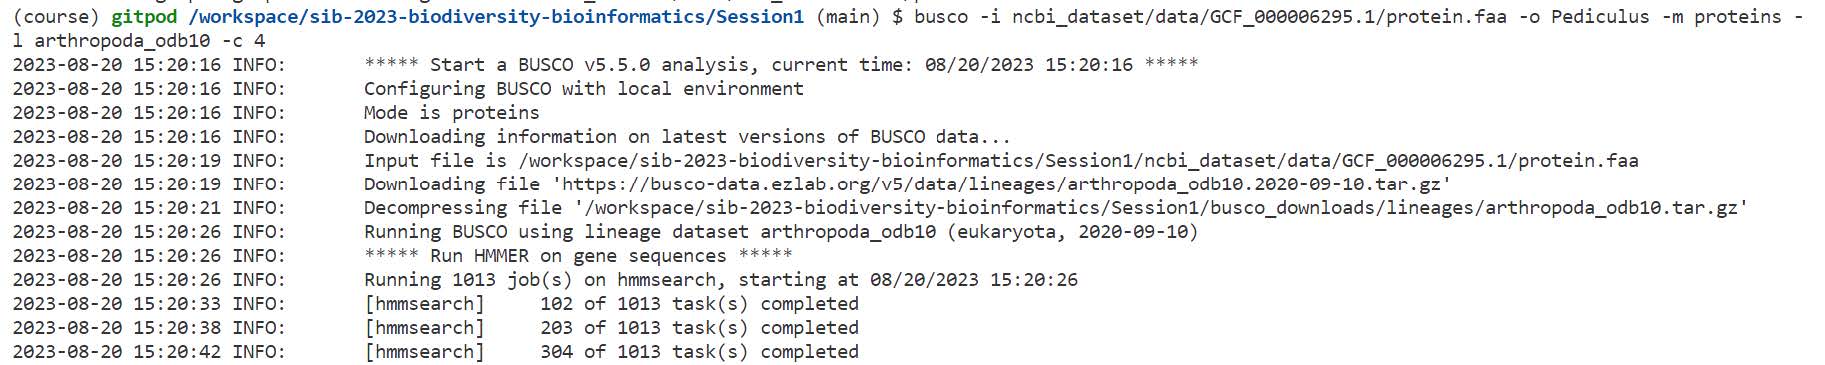 (course) gitpod /workspace/sib-2023-biodiversity-bioinformatics/Session1 (main) $ busco -i ncbi_dataset/data/GCF_000006295.1/protein.faa -o Pediculus -m proteins -
l arthropoda_odb10 -c 4
2023-08-20 15:20:16 INFO: ***** Start a BUSCO v5.5.0 analysis, current time: 08/20/2023 15:20:16 *****
2023-08-20 15:20:16 INFO: Configuring BUSCO with local environment
2023-08-20 15:20:16 INFO: Mode is proteins
2023-08-20 15:20:16 INFO: Downloading information on latest versions of BUSCO data...
2023-08-20 15:20:19 INFO: Input file is /workspace/sib-2023-biodiversity-bioinformatics/Session1/ncbi_dataset/data/GCF_000006295.1/protein.faa
2023-08-20 15:20:19 INFO: Downloading file 'https://busco-data.ezlab.org/v5/data/lineages/arthropoda_odb10.2020-09-10.tar.gz'
2023-08-20 15:20:21 INFO: Decompressing file '/workspace/sib-2023-biodiversity-bioinformatics/Session1/busco_downloads/lineages/arthropoda_odb10.tar.gz'
2023-08-20 15:20:26 INFO: Running BUSCO using lineage dataset arthropoda_odb10 (eukaryota, 2020-09-10)
2023-08-20 15:20:26 INFO: ***** Run HMMER on gene sequences *****
2023-08-20 15:20:26 INFO: Running 1013 job(s) on hmmsearch, starting at 08/20/2023 15:20:26
2023-08-20 15:20:33 INFO: [hmmsearch] 102 of 1013 task(s) completed
2023-08-20 15:20:38 INFO: [hmmsearch] 203 of 1013 task(s) completed
2023-08-20 15:20:42 INFO: [hmmsearch] 304 of 1013 task(s) completed